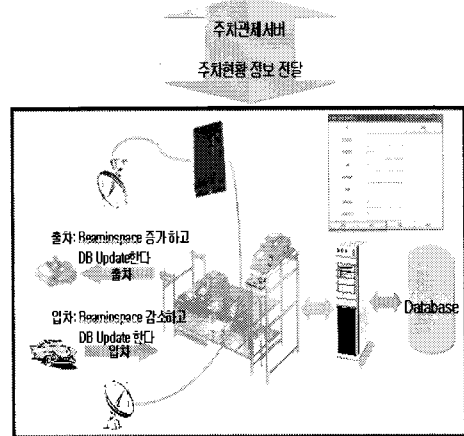 주차관제서버
주차현황 정보 전달
출차: Reaminspace 증가하고
DB Update한다
출차
입차: Reaminspace 감소하고
DB Update 한다
입차
Database